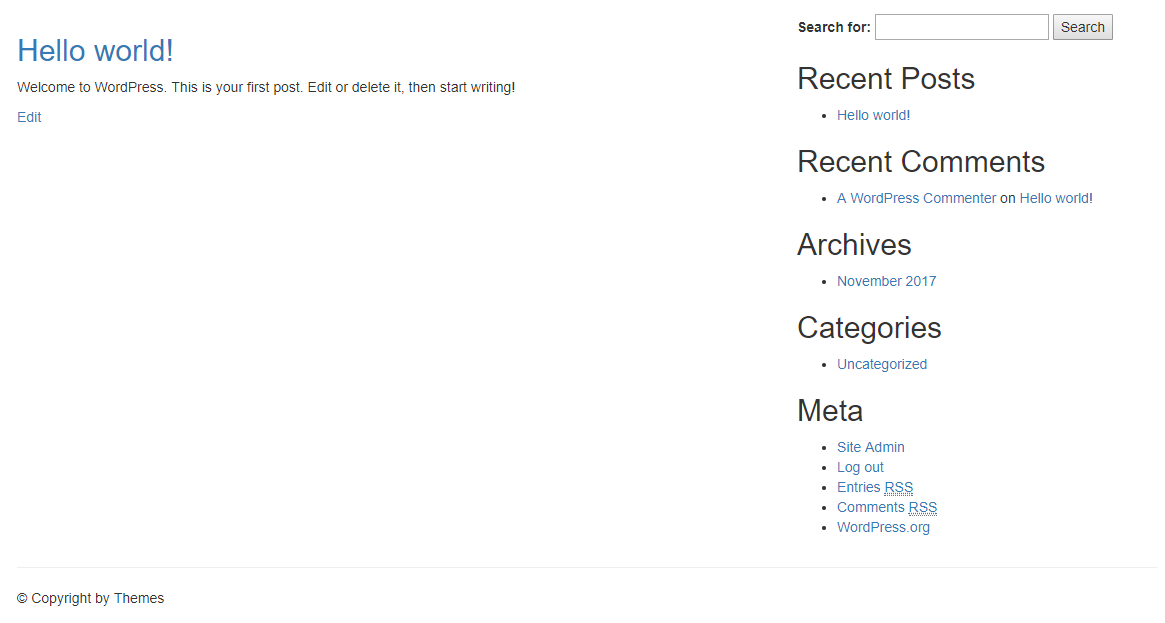 Hello world!
Welcome to WordPress. This is your first post. Edit or delete it, then start writing!
Edit
Search for: Search
Recent Posts
Hello world!
Recent Comments
A WordPress Commenter on Hello world!
Archives
November 2017
Categories
Uncategorized
Meta
Site Admin
Log out
Entries RSS
Comments RSS
WordPress.org
© Copyright by Themes